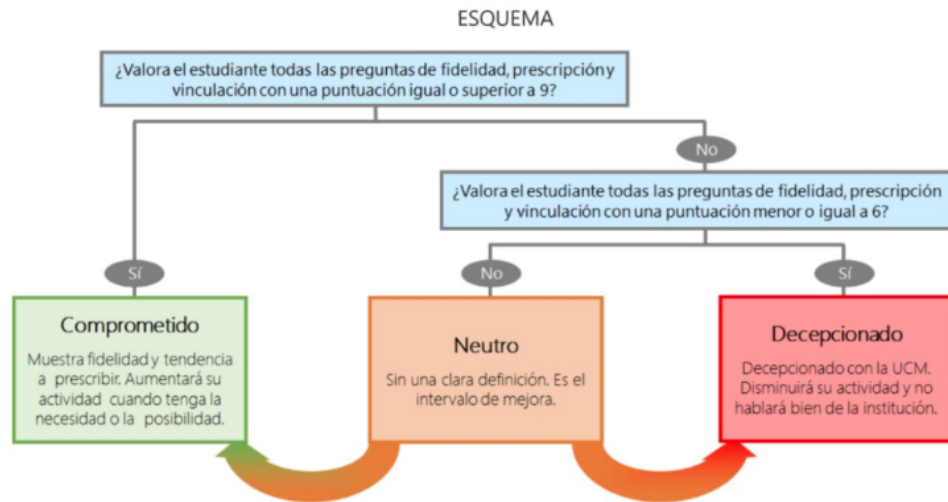 ESQUEMA
¿Valora el estudiante todas las preguntas de fidelidad, prescripción y
vinculación con una puntuación igual o superior a 9?
No
¿Valora el estudiante todas las preguntas de fidelidad, prescripción
y vinculación con una puntuación menor o igual a 6?
Sí
No
Sí
Comprometido
Muestra fidelidad y tendencia
a prescribir. Aumentará su
actividad cuando tenga la
necesidad o la posibilidad.
Neutro
Sin una clara definición. Es el
intervalo de mejora.
Decepcionado
Decepcionado con la UCM.
Disminuirá su actividad y no
hablará bien de la institución.